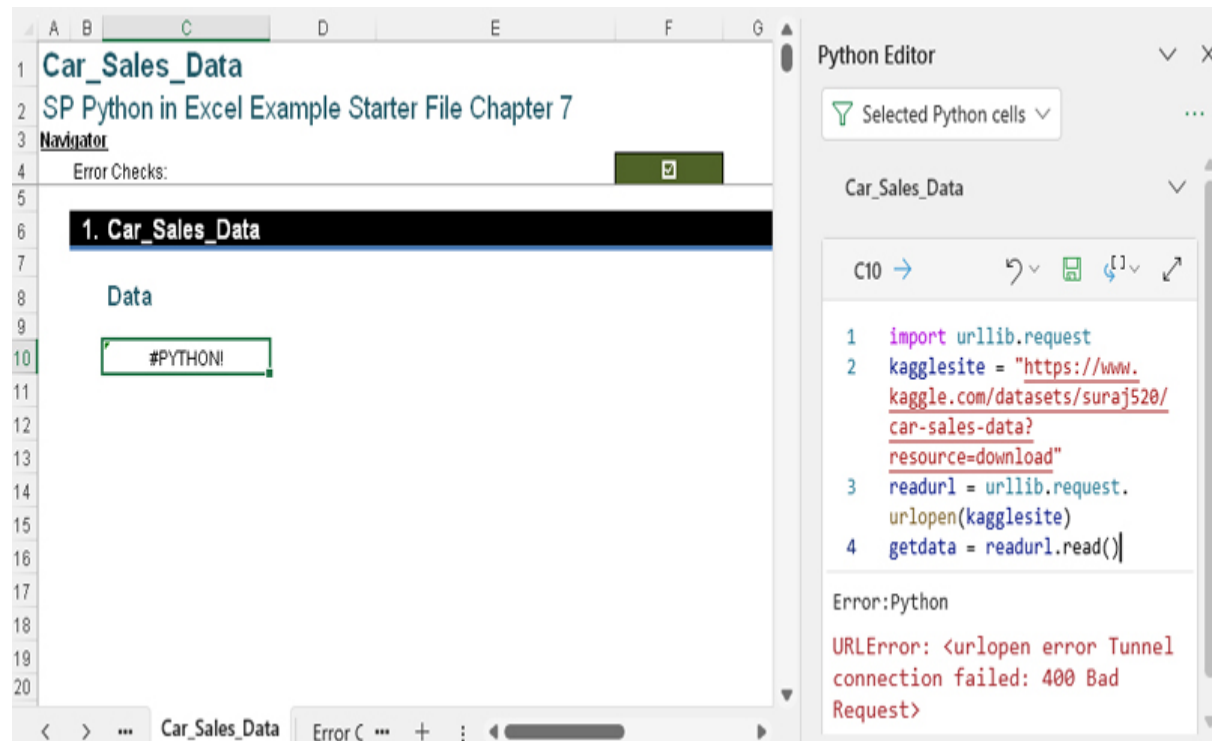 A B C D E F G
1 Car_Sales_Data
2 SP Python in Excel Example Starter File Chapter 7
3 Navigator
4 Error Checks:
5
6 1. Car_Sales_Data
7
8 Data
9
10 #PYTHON!
11
12
13
14
15
16
17
18
19
20
Car_Sales_Data Error C ... +
Python Editor
Selected Python cells
Car_Sales_Data
C10
1 import urllib.request
2 kagglesite = "https://www.
kaggle.com/datasets/suraj520/
car-sales-data?
resource=download"
3 readurl = urllib.request.
urlopen(kagglesite)
4 getdata = readurl.read()
Error:Python
URLError: <urlopen error Tunnel
connection failed: 400 Bad
Request>